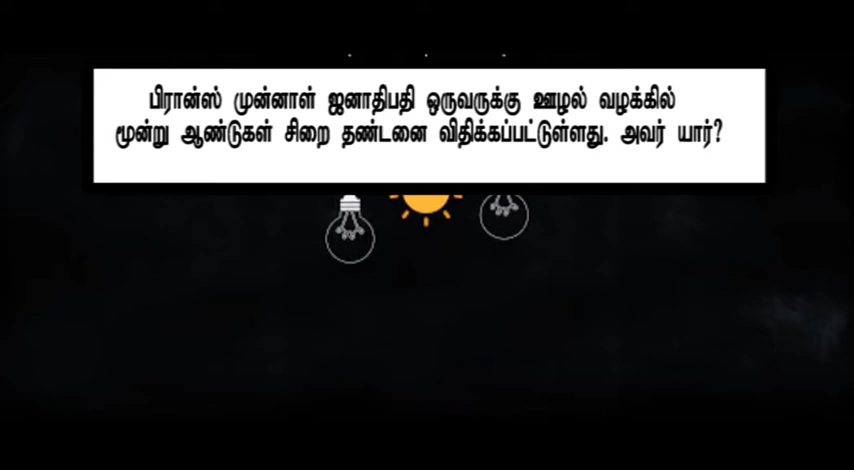 பிரான்ஸ் முன்னாள் ஜனாதிபதி ஒருவருக்கு ஊழல் வழக்கில்
மூன்று ஆண்டுகள் சிறை தண்டனை விதிக்கப்பட்டுள்ளது. அவர் யார்?